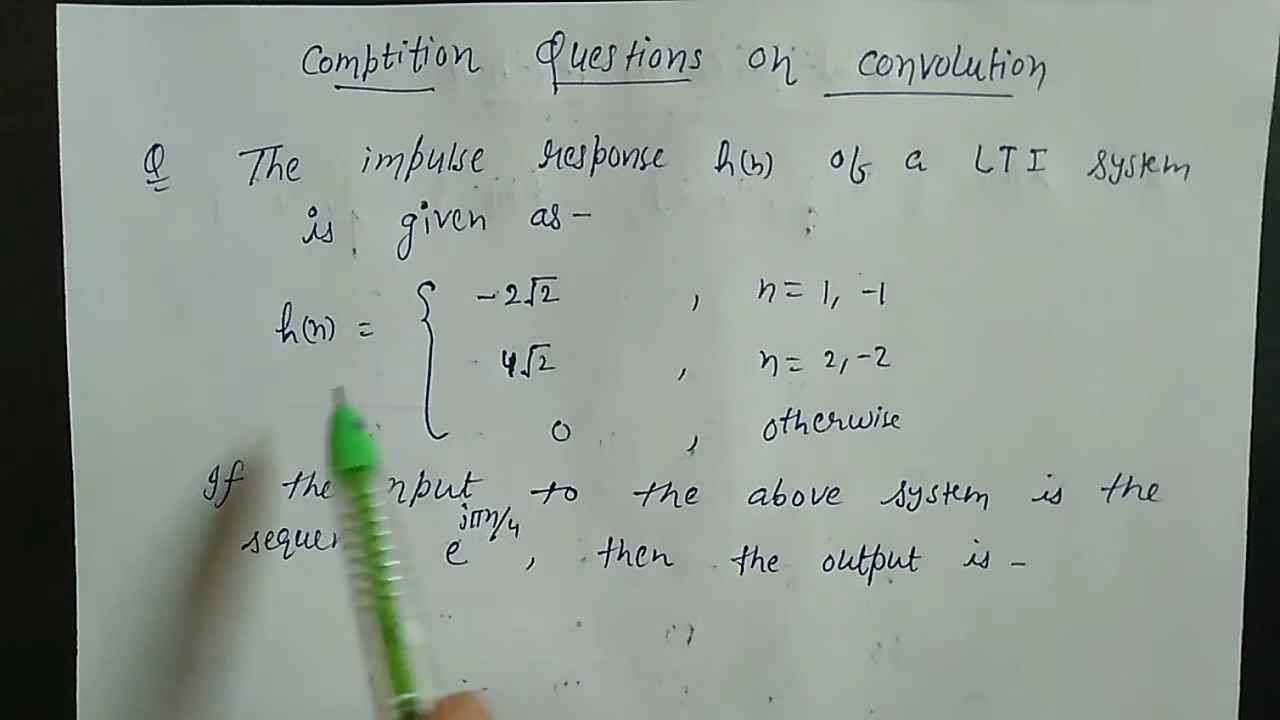 Comptition Questions on convolution
Q The impulse response h(n) of a LTI system
is given as -
h(n) = { -2√2 , n = 1, -1
4√2 , n = 2, -2
0 , otherwise
If the to the above system is the
e^{jπn/4} , then the output is -